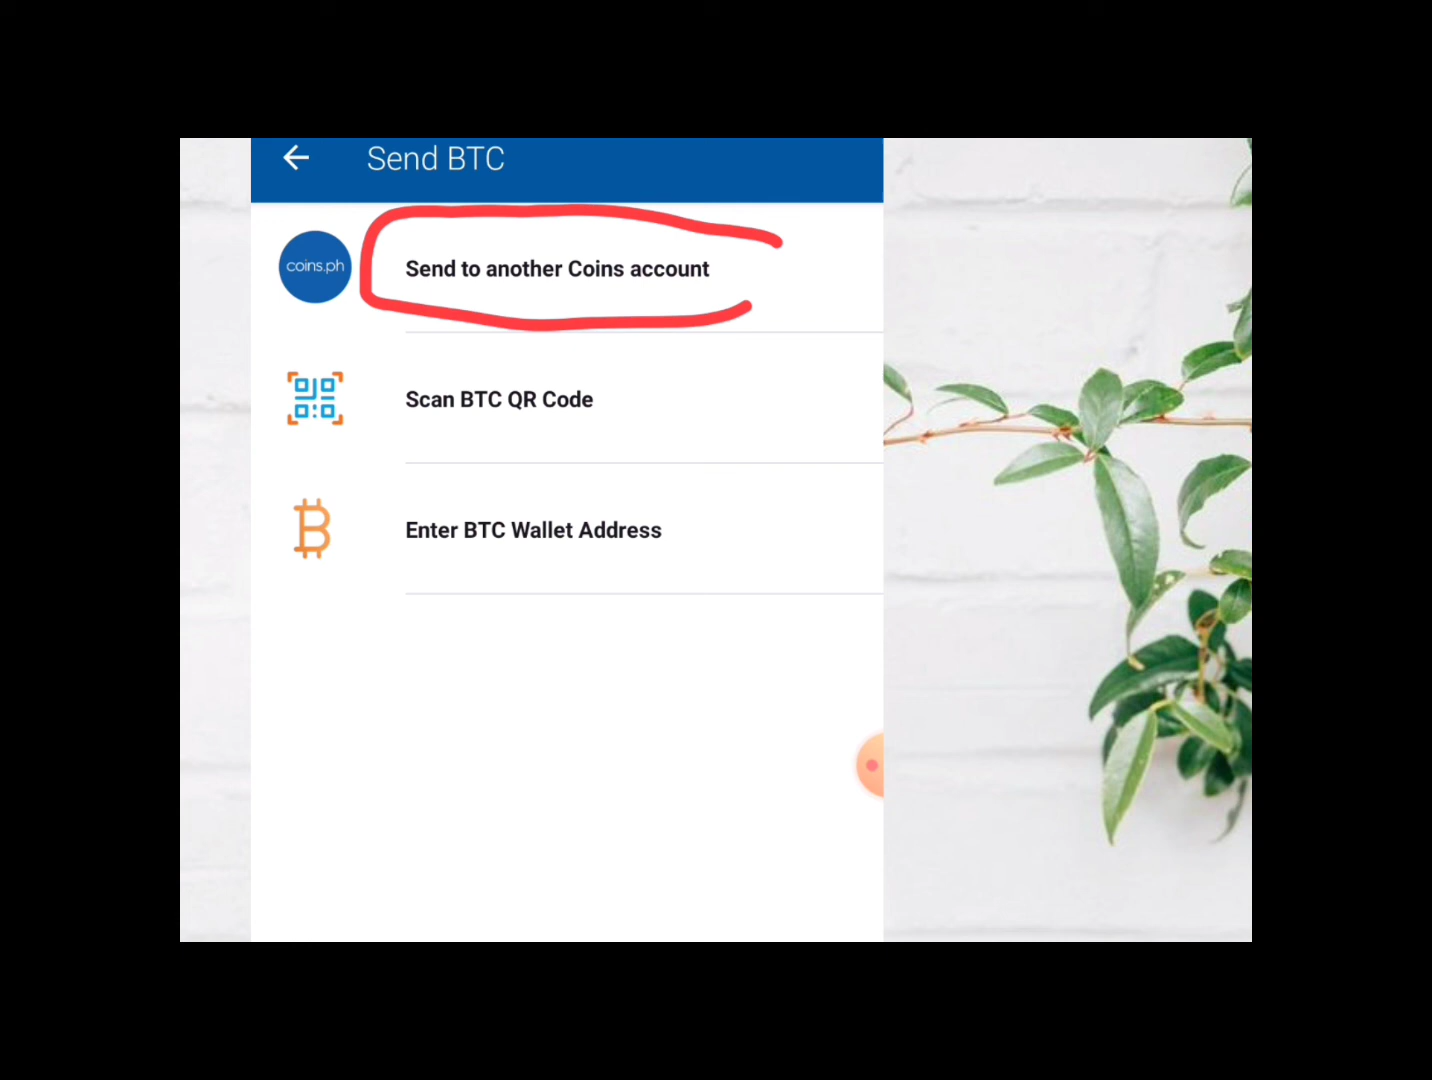 Send BTC
coins.ph
Send to another Coins account
Scan BTC QR Code
Enter BTC Wallet Address